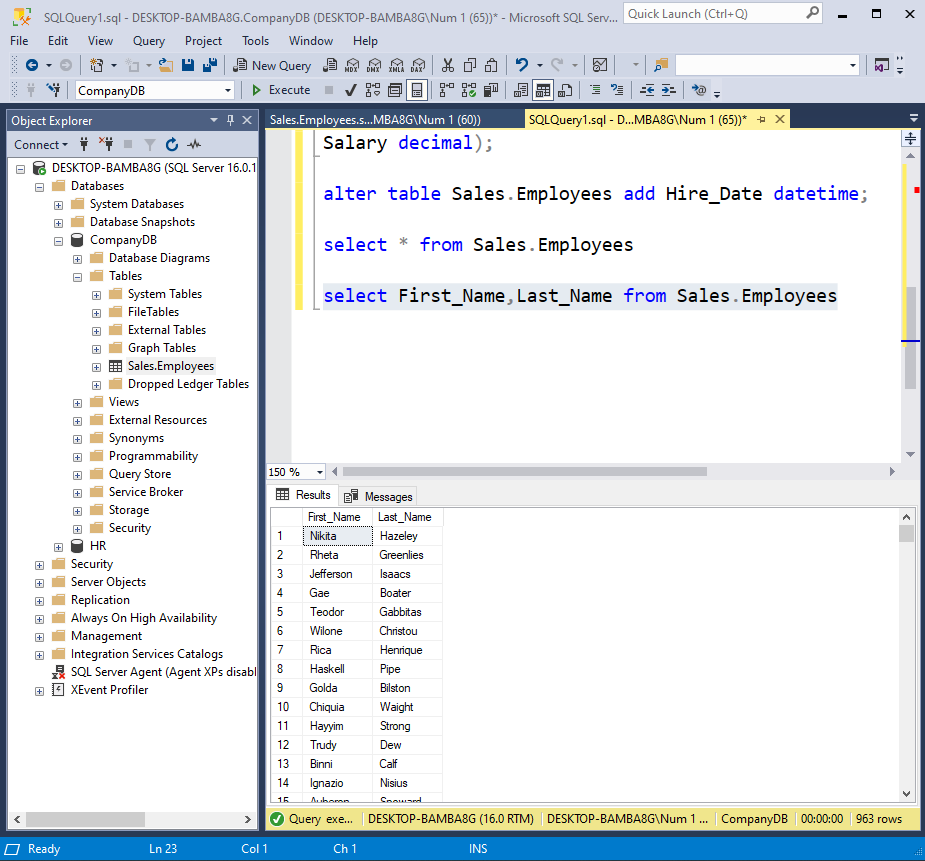 SQLQuery1.sql - DESKTOP-BAMBA8G.CompanyDB (DESKTOP-BAMBA8G\Num 1 (65))* - Microsoft SQL Serv...
Quick Launch (Ctrl+Q)
File Edit View Query Project Tools Window Help
New Query MDX DMX XMLA DAX
CompanyDB Execute
Object Explorer
Sales.Employees.s...MBA8G\Num 1 (60))
SQLQuery1.sql - D...MBA8G\Num 1 (65))*
Connect
DESKTOP-BAMBA8G (SQL Server 16.0.1
Databases
System Databases
Database Snapshots
CompanyDB
Database Diagrams
Tables
System Tables
FileTables
External Tables
Graph Tables
Sales.Employees
Dropped Ledger Tables
Views
External Resources
Synonyms
Programmability
Query Store
Service Broker
Storage
Security
HR
Security
Server Objects
Replication
Always On High Availability
Management
Integration Services Catalogs
SQL Server Agent (Agent XPs disabl
XEvent Profiler
Salary decimal);
alter table Sales.Employees add Hire_Date datetime;
select * from Sales.Employees
select First_Name,Last_Name from Sales.Employees
150 %
Results Messages
First_Name Last_Name
1 Nikita Hazeley
2 Rheta Greenlies
3 Jefferson Isaacs
4 Gae Boater
5 Teodor Gabbitas
6 Wilone Christou
7 Rica Henrique
8 Haskell Pipe
9 Golda Bilston
10 Chiquia Waight
11 Hayyim Strong
12 Trudy Dew
13 Binni Calf
14 Ignazio Nisius
15
Query exe... DESKTOP-BAMBA8G (16.0 RTM) DESKTOP-BAMBA8G\Num 1 ... CompanyDB 00:00:00 963 rows
Ready Ln 23 Col 1 Ch 1 INS